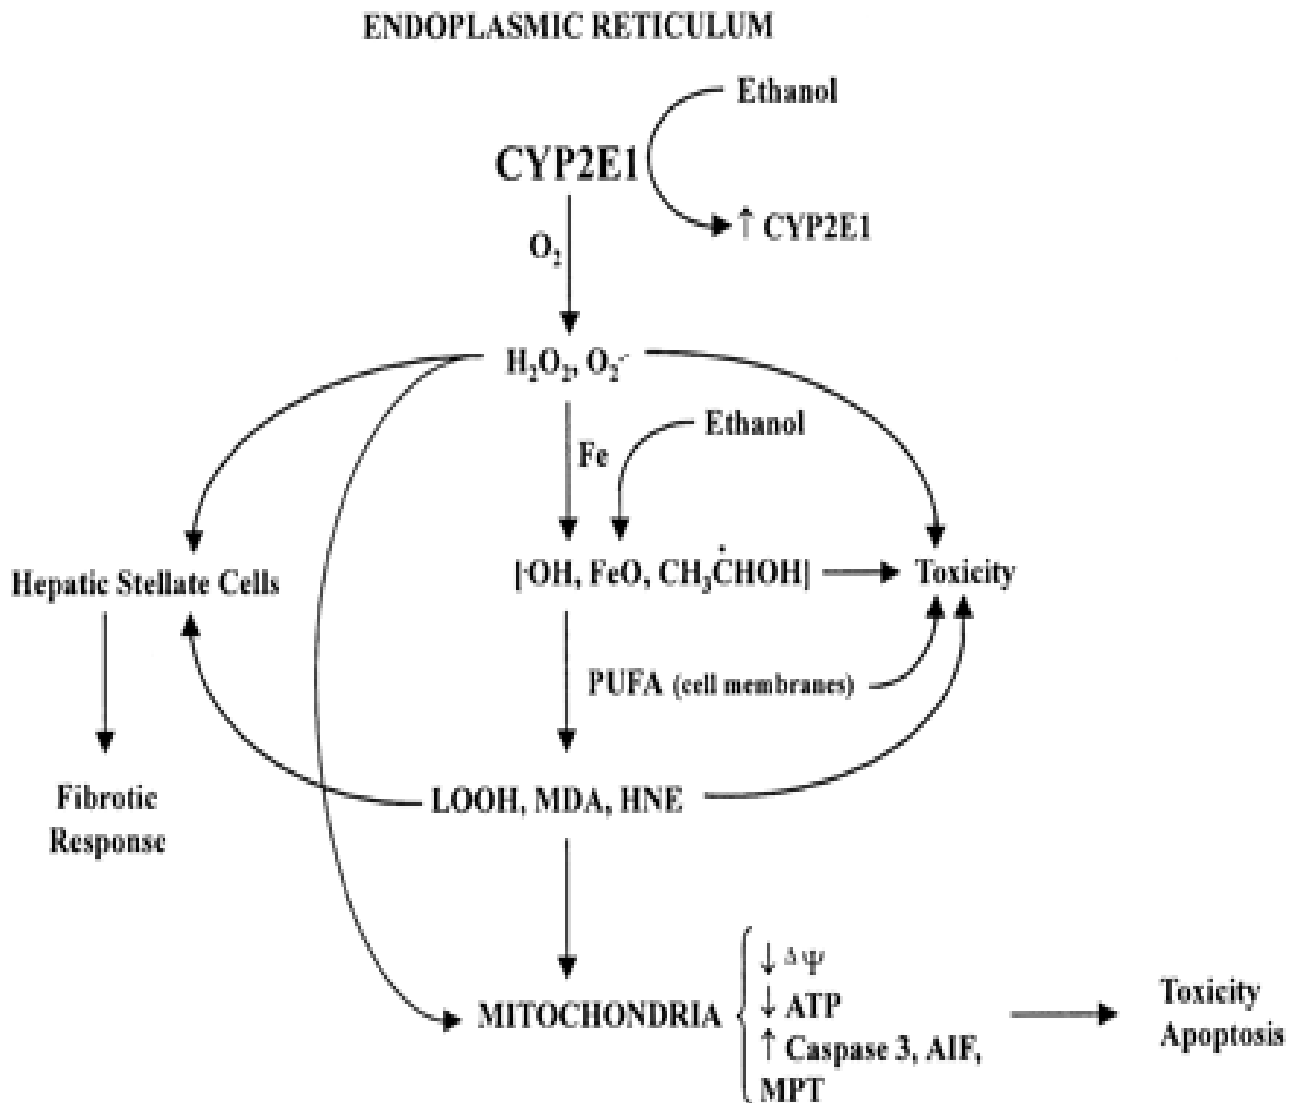 ENDOPLASMIC RETICULUM
Ethanol
CYP2E1
↑ CYP2E1
O₂
H₂O₂, O₂·⁻
Ethanol
Fe
[·OH, FeO, CH₃ĊHOH]
Toxicity
Hepatic Stellate Cells
PUFA (cell membranes)
Fibrotic
Response
LOOH, MDA, HNE
↓ ΔΨ
MITOCHONDRIA
↓ ATP
↑ Caspase 3, AIF,
MPT
Toxicity
Apoptosis